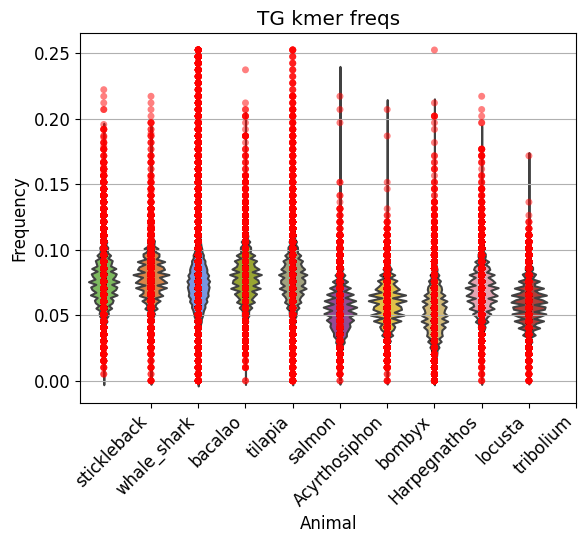 TG kmer freqs
Frequency
0.25
0.20
0.15
0.10
0.05
0.00
stickleback
whale_shark
bacalao
tilapia
salmon
Acyrthosiphon
bombyx
Harpegnathos
locusta
tribolium
Animal